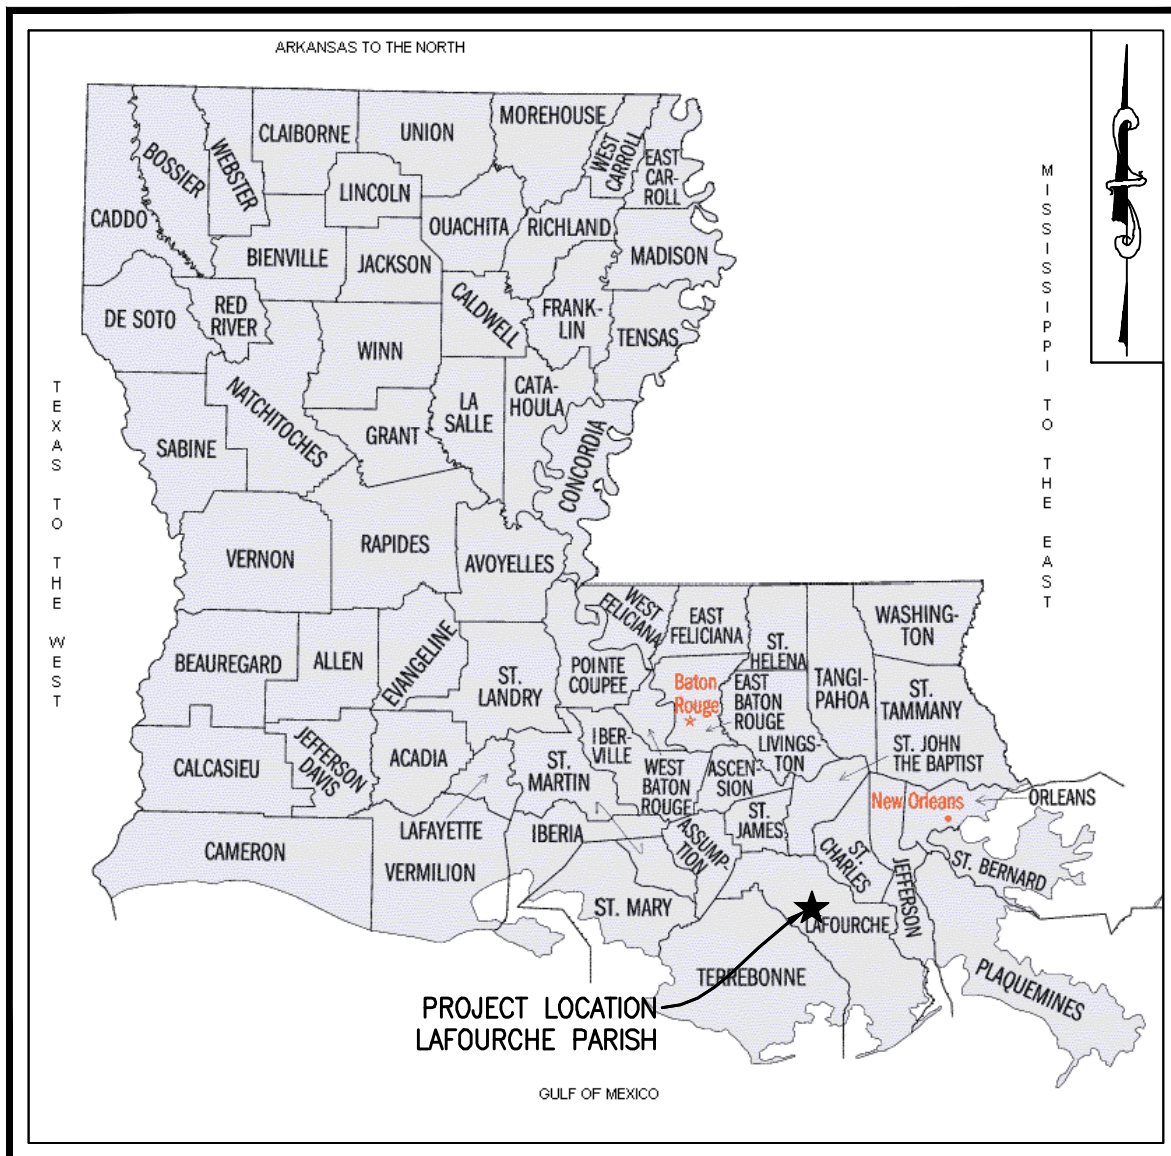 ARKANSAS TO THE NORTH
MISSISSIPPI TO THE EAST
TEXAS TO THE WEST
CADDO
BOSSIER
WEBSTER
CLAIBORNE
UNION
MOREHOUSE
WEST
CARROLL
EAST
CAR-
ROLL
LINCOLN
OUACHITA
RICHLAND
MADISON
BIENVILLE
JACKSON
DE SOTO
RED
RIVER
CALDWELL
FRANK-
LIN
TENSAS
WINN
NATCHITOCHES
LA
SALLE
CATA-
HOULA
SABINE
GRANT
CONCORDIA
VERNON
RAPIDES
AVOYELLES
BEAUREGARD
ALLEN
EVANGELINE
ST.
LANDRY
POINTE
COUPEE
WEST
FELICIANA
EAST
FELICIANA
ST.
HELENA
TANGI-
PAHOA
WASHING-
TON
Baton
Rouge
EAST
BATON
ROUGE
ST.
TAMMANY
CALCASIEU
JEFFERSON
DAVIS
ACADIA
ST.
MARTIN
IBER-
VILLE
WEST
BATON
ROUGE
ASCEN-
SION
LIVINGS-
TON
ST. JOHN
THE BAPTIST
New Orleans
ORLEANS
CAMERON
LAFAYETTE
VERMILION
IBERIA
ASSUMP-
TION
ST.
JAMES
ST.
CHARLES
JEFFERSON
ST. BERNARD
ST. MARY
LAFOURCHE
TERREBONNE
PLAQUEMINES
PROJECT LOCATION
LAFOURCHE PARISH
GULF OF MEXICO